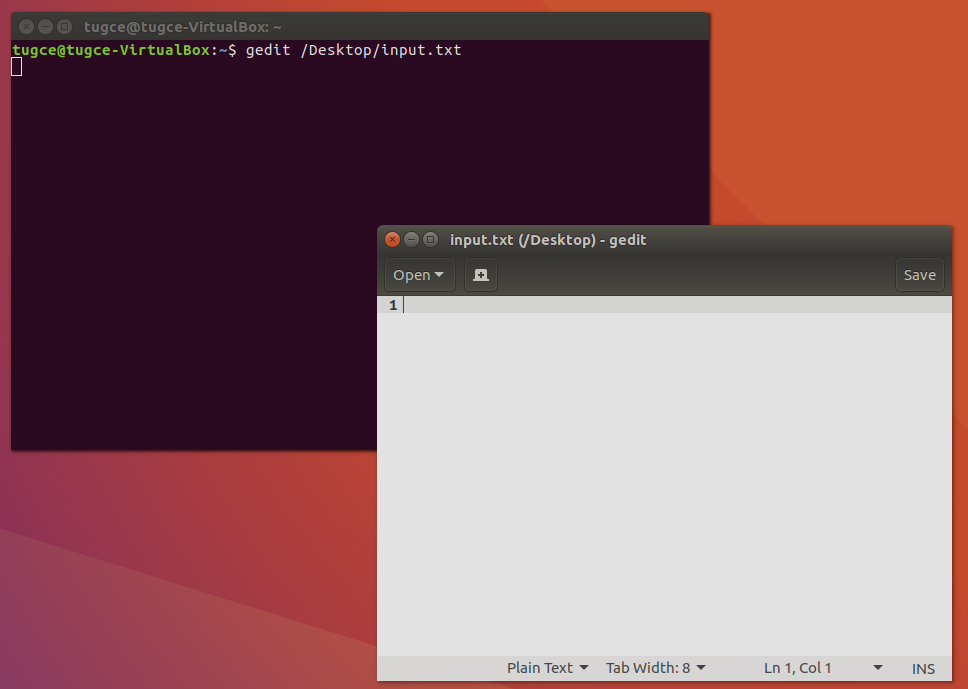 tugce@tugce-VirtualBox: ~
tugce@tugce-VirtualBox:~$ gedit /Desktop/input.txt
input.txt (/Desktop) - gedit
Open Save
1
Plain Text Tab Width: 8 Ln 1, Col 1 INS